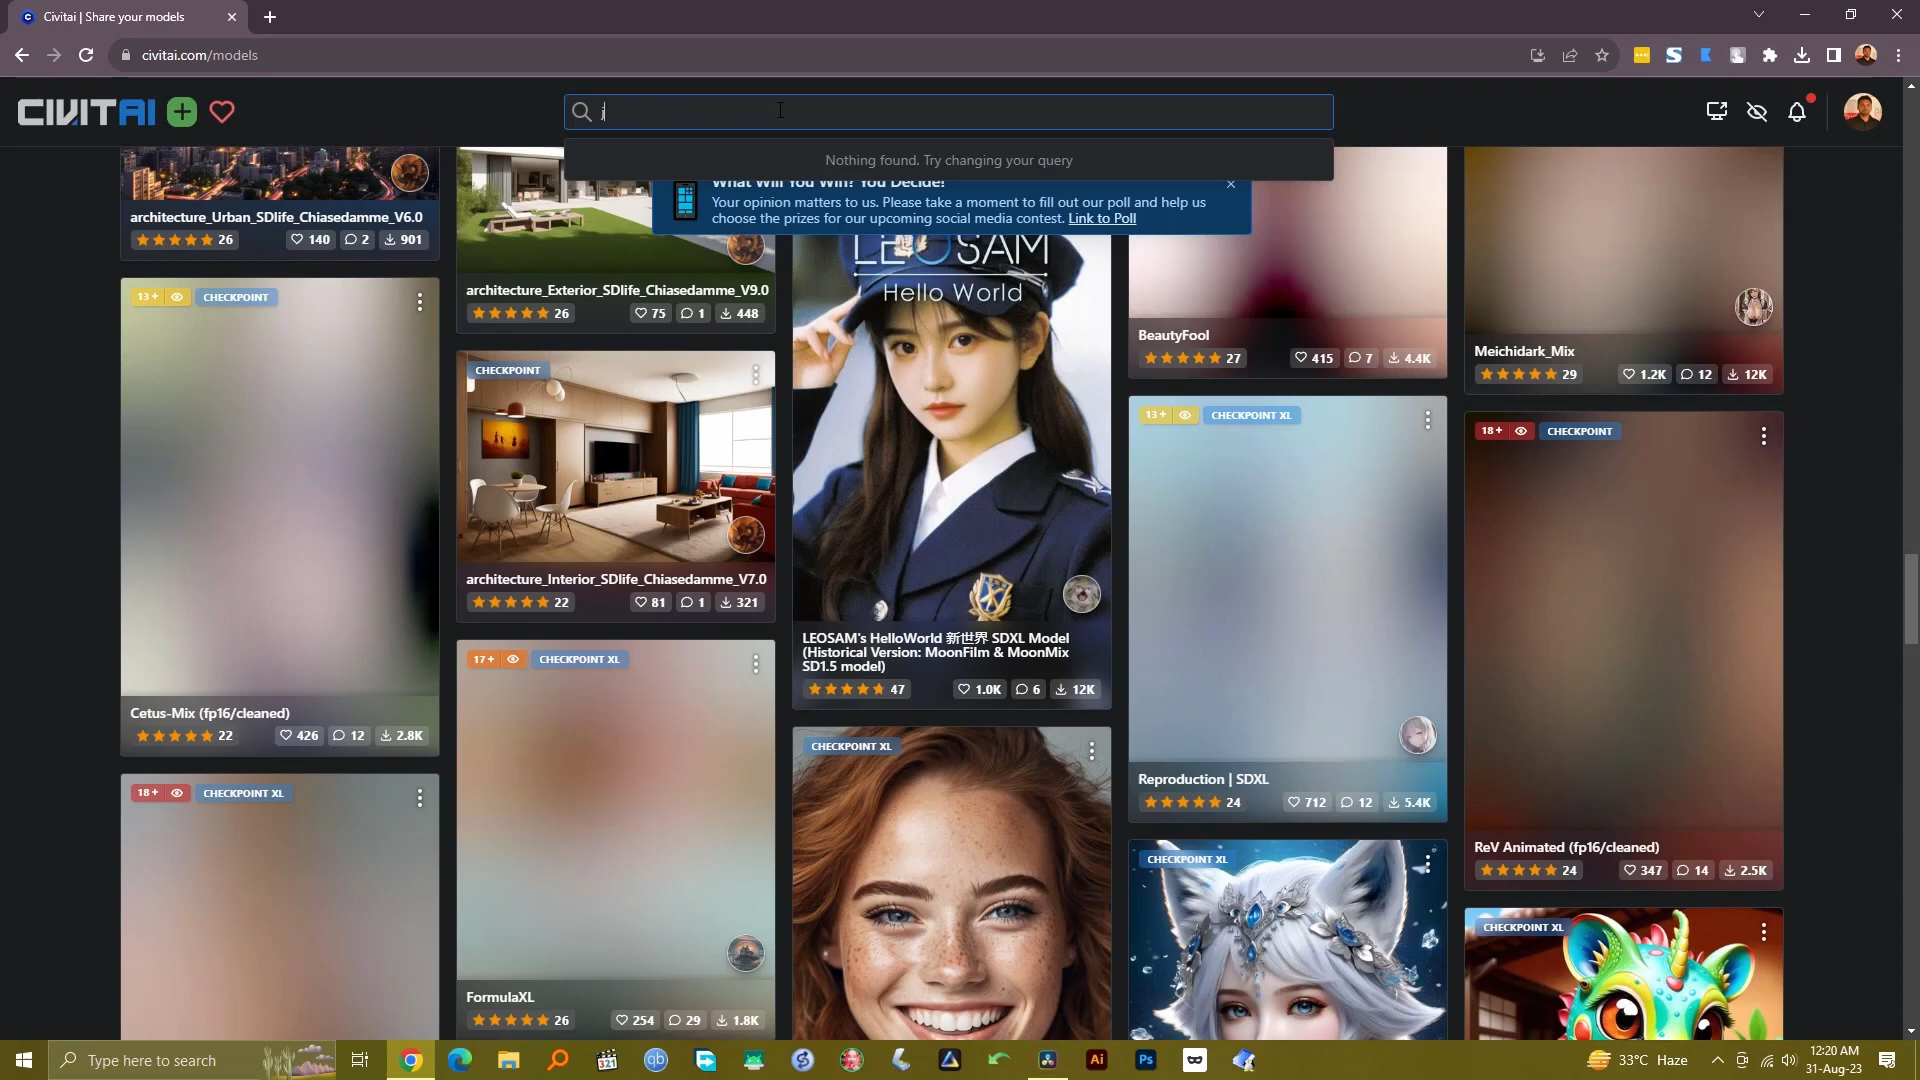 Civitai | Share your models
civitai.com/models
CIVITAI
j
Nothing found. Try changing your query
What Will You Win? You Decide!
Your opinion matters to us. Please take a moment to fill out our poll and help us
choose the prizes for our upcoming social media contest. Link to Poll
architecture_Urban_SDlife_Chiasedamme_V6.0
26 140 2 901
13+ CHECKPOINT
Cetus-Mix (fp16/cleaned)
22 426 12 2.8K
18+ CHECKPOINT XL
architecture_Exterior_SDlife_Chiasedamme_V9.0
26 75 1 448
CHECKPOINT
architecture_Interior_SDlife_Chiasedamme_V7.0
22 81 1 321
17+ CHECKPOINT XL
FormulaXL
26 254 29 1.8K
LEOSAM
Hello World
LEOSAM's HelloWorld 新世界 SDXL Model
(Historical Version: MoonFilm & MoonMix
SD1.5 model)
47 1.0K 6 12K
CHECKPOINT XL
BeautyFool
27 415 7 4.4K
13+ CHECKPOINT XL
Reproduction | SDXL
24 712 12 5.4K
CHECKPOINT XL
Meichidark_Mix
29 1.2K 12 12K
18+ CHECKPOINT
ReV Animated (fp16/cleaned)
24 347 14 2.5K
CHECKPOINT XL
Type here to search
321
qb
Ai
Ps
33°C Haze
12:20 AM
31-Aug-23